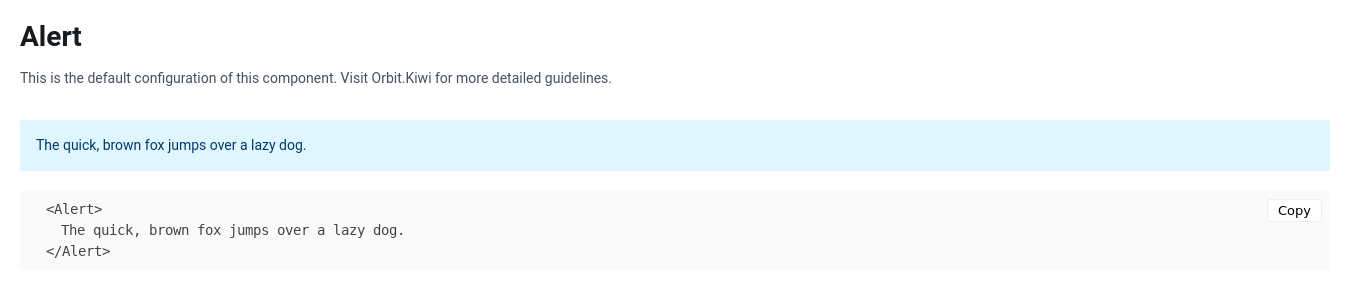 Alert
This is the default configuration of this component. Visit Orbit.Kiwi for more detailed guidelines.
The quick, brown fox jumps over a lazy dog.
<Alert>
Copy
The quick, brown fox jumps over a lazy dog.
</Alert>